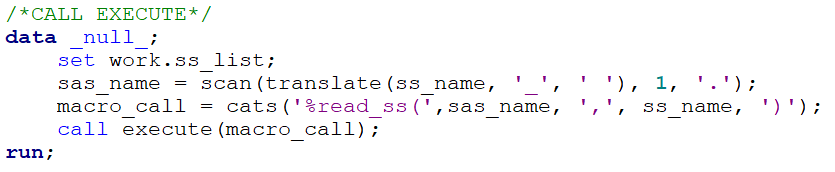 /*CALL EXECUTE*/
data _null_;
    set work.ss_list;
    sas_name = scan(translate(ss_name, '_', ' '), 1, '.');
    macro_call = cats('%read_ss(',sas_name, ',', ss_name, ')');
    call execute(macro_call);
run;